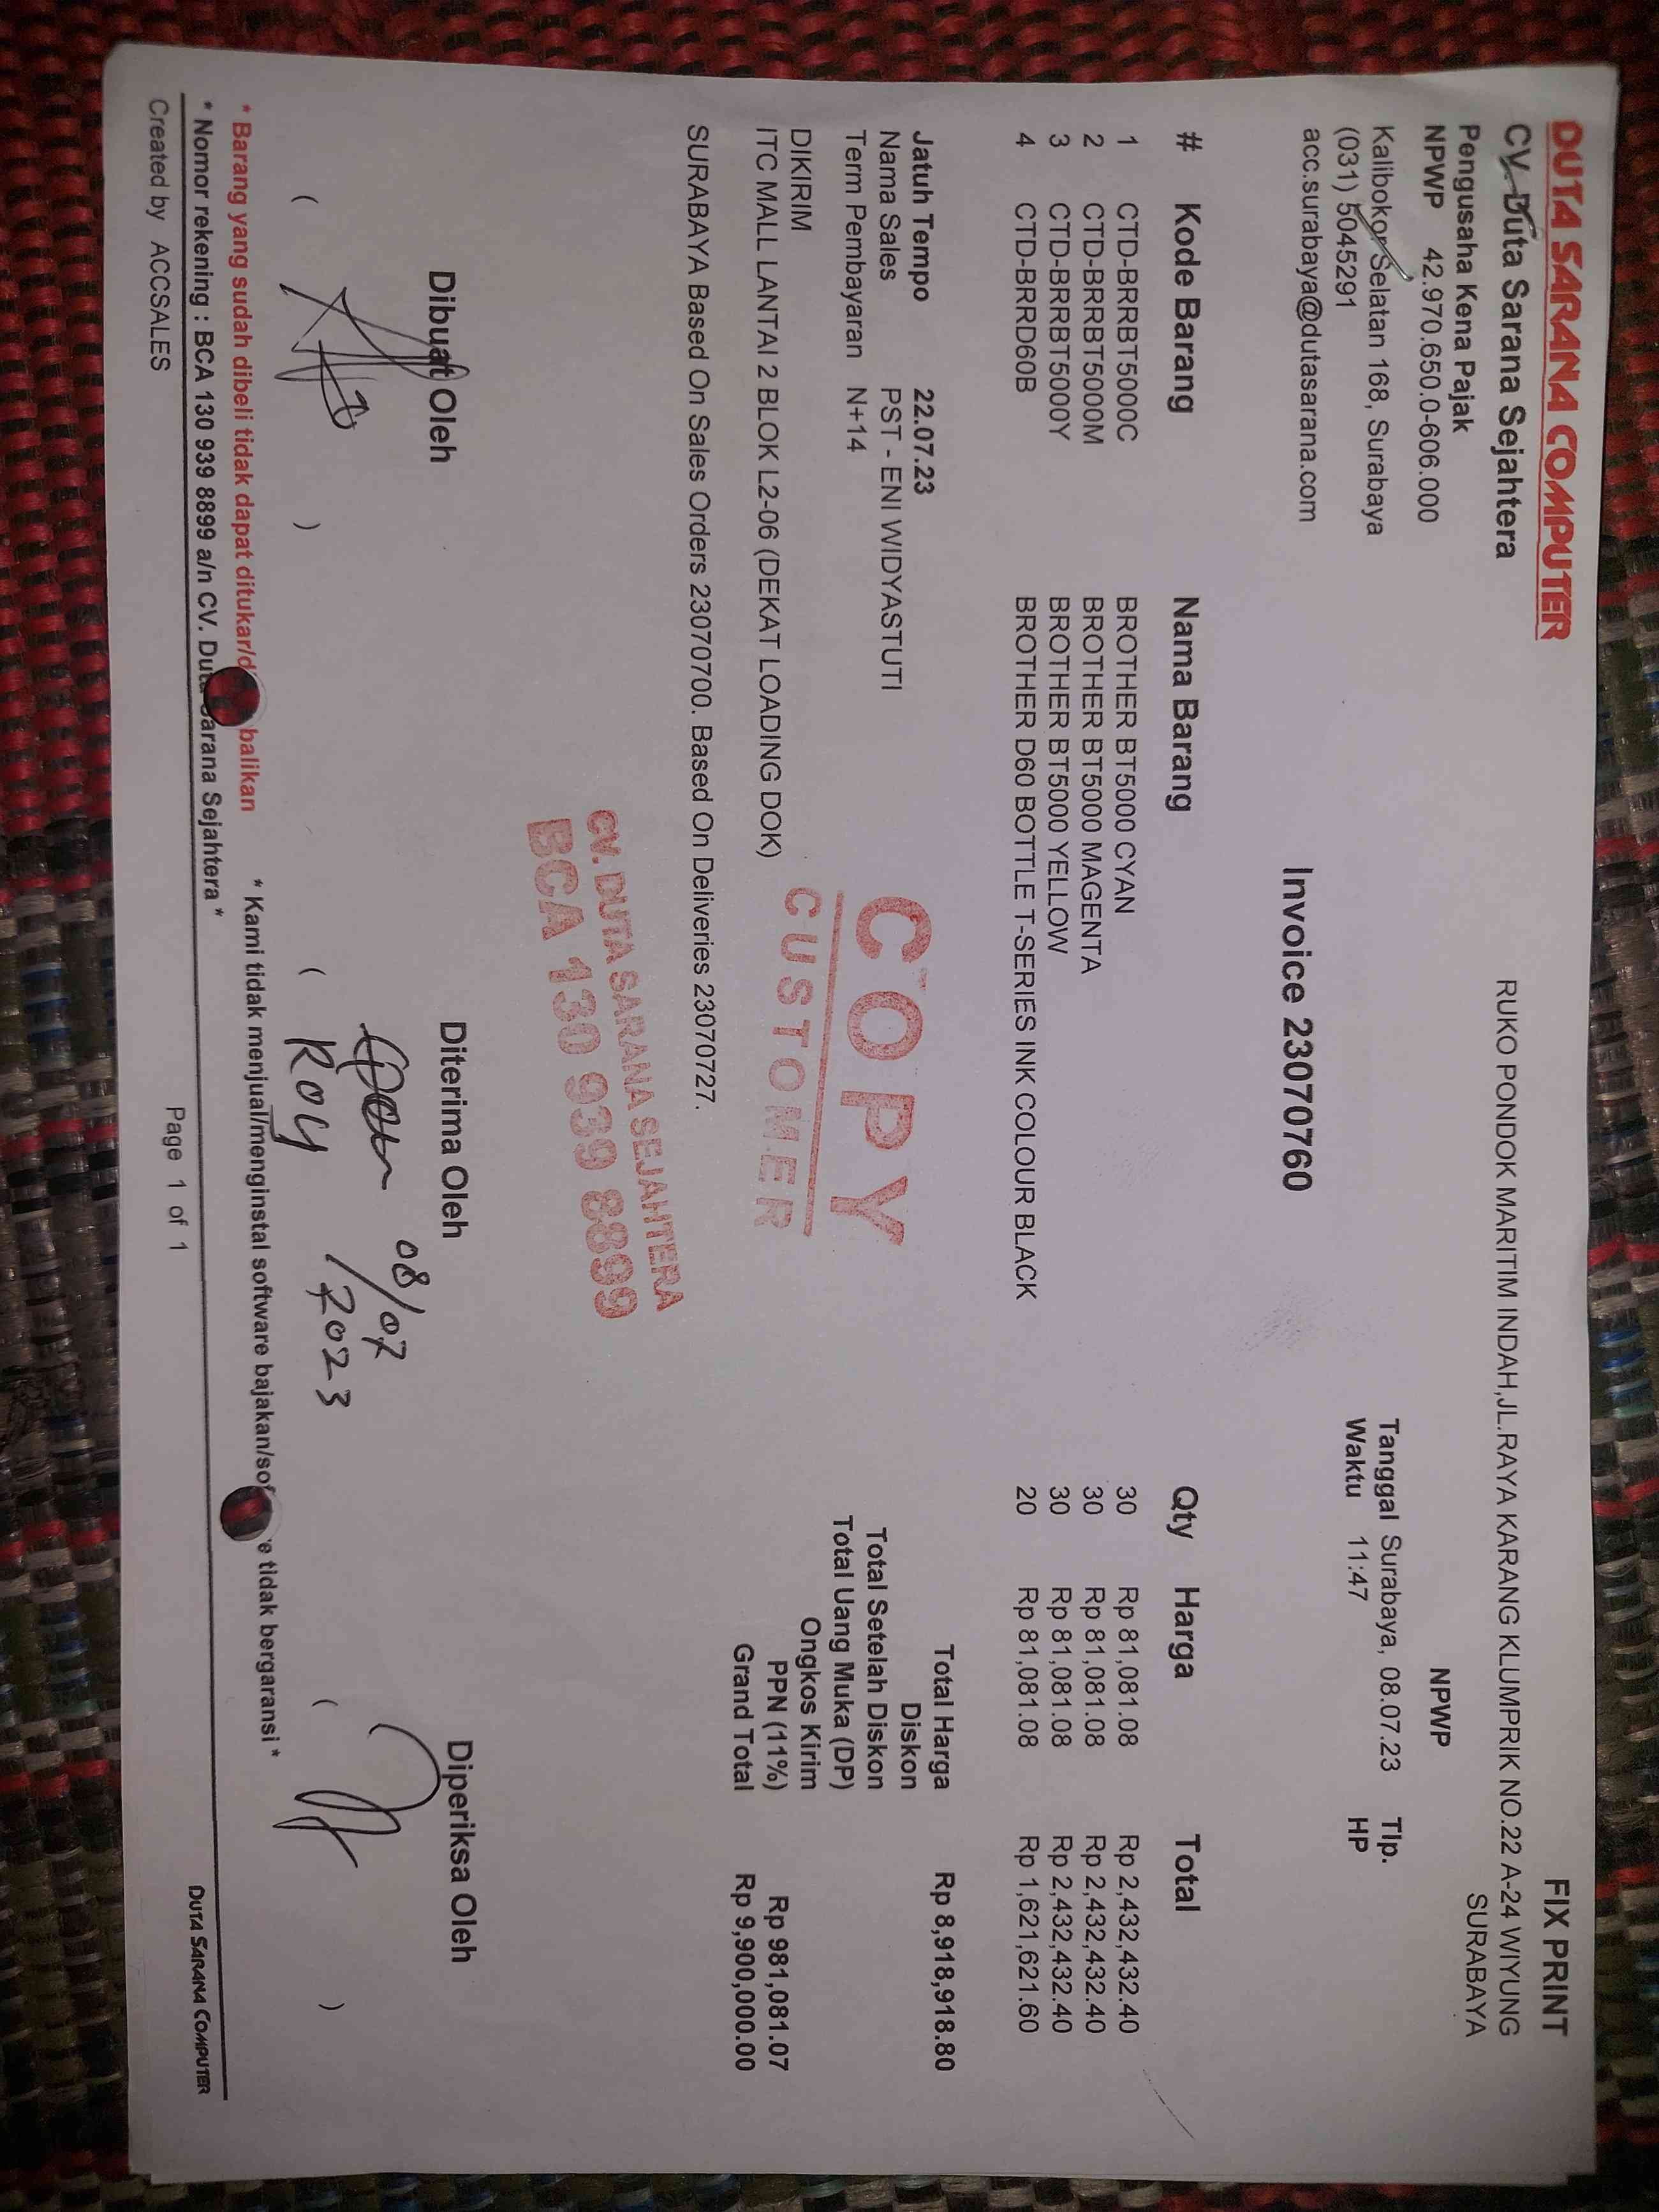 DUTA SARANA COMPUTER
CV. Duta Sarana Sejahtera
Pengusaha Kena Pajak
NPWP 42.970.650.0-606.000
Kalibokor Selatan 168, Surabaya
(031) 5045291
acc.surabaya@dutasarana.com
FIX PRINT
RUKO PONDOK MARITIM INDAH,JL.RAYA KARANG KLUMPRIK NO.22 A-24 WIYUNG
SURABAYA
NPWP
Tanggal Surabaya, 08.07.23 Tlp.
Waktu 11:47 HP
Invoice 23070760
# Kode Barang Nama Barang Qty Harga Total
1 CTD-BRRBT5000C BROTHER BT5000 CYAN 30 Rp 81,081.08 Rp 2,432,432.40
2 CTD-BRRBT5000M BROTHER BT5000 MAGENTA 30 Rp 81,081.08 Rp 2,432,432.40
3 CTD-BRRBT5000Y BROTHER BT5000 YELLOW 30 Rp 81,081.08 Rp 2,432,432.40
4 CTD-BRRD60B BROTHER D60 BOTTLE T-SERIES INK COLOUR BLACK 20 Rp 81,081.08 Rp 1,621,621.60
Jatuh Tempo 22.07.23
Nama Sales PST - ENI WIDYASTUTI
Term Pembayaran N+14
DIKIRIM
ITC MALL LANTAI 2 BLOK L2-06 (DEKAT LOADING DOK)
SURABAYA Based On Sales Orders 23070700. Based On Deliveries 23070727.
COPY
CUSTOMER
CV. DUTA SARANA SEJAHTERA
BCA 130 939 8899
Total Harga Rp 8,918,918.80
Diskon
Total Setelah Diskon
Total Uang Muka (DP)
Ongkos Kirim
PPN (11%) Rp 981,081.07
Grand Total Rp 9,900,000.00
Dibuat Oleh Diterima Oleh Diperiksa Oleh
08/07
/2023
( ) ( ROY ( )
* Barang yang sudah dibeli tidak dapat ditukar/d balikan * Kami tidak menjual/menginstal software bajakan/sof e tidak bergaransi *
* Nomor rekening : BCA 130 939 8899 a/n CV. Duta Sarana Sejahtera *
Created by ACCSALES Page 1 of 1 DUTA SARANA COMPUTER